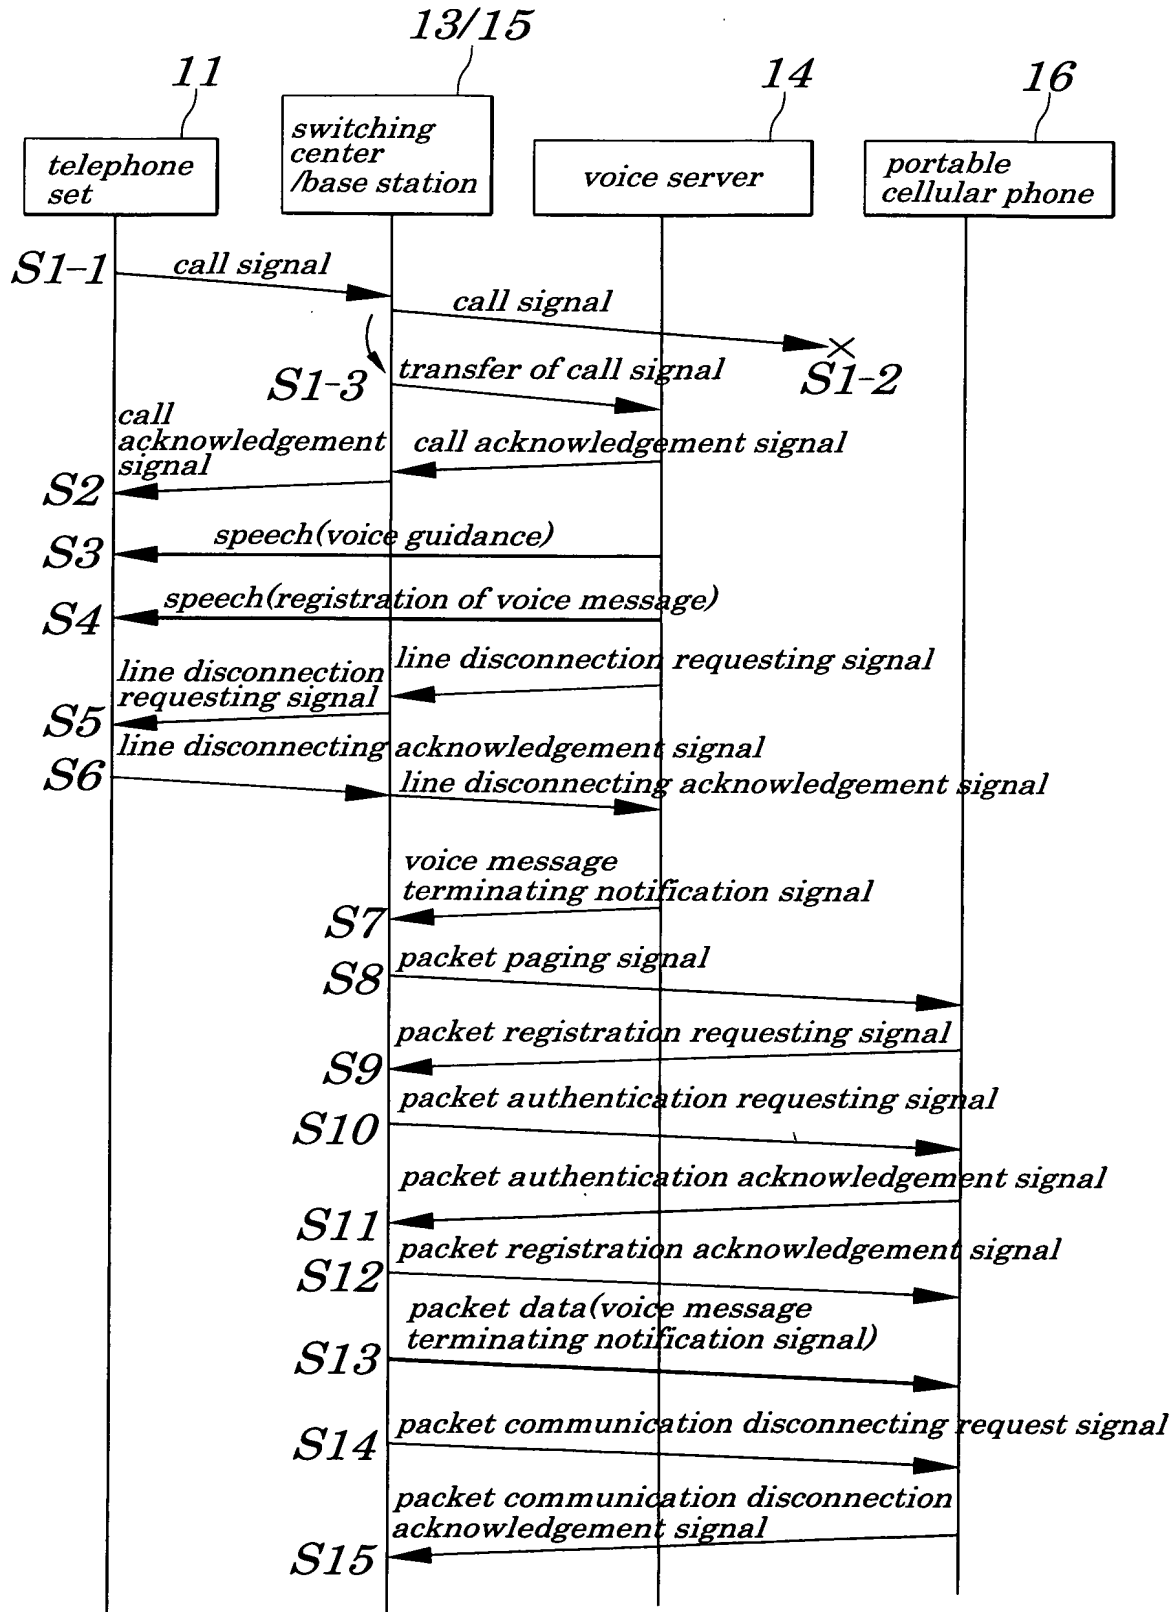 13/15
11
14
16
switching
center
/base station
telephone
set
voice server
portable
cellular phone
S1-1
call signal
call signal
S1-2
S1-3
transfer of call signal
call
acknowledgement
signal
call acknowledgement signal
S2
speech(voice guidance)
S3
speech(registration of voice message)
S4
line disconnection requesting signal
line disconnection
requesting signal
S5
line disconnecting acknowledgement signal
S6
line disconnecting acknowledgement signal
voice message
terminating notification signal
S7
packet paging signal
S8
packet registration requesting signal
S9
packet authentication requesting signal
S10
packet authentication acknowledgement signal
S11
packet registration acknowledgement signal
S12
packet data(voice message
terminating notification signal)
S13
packet communication disconnecting request signal
S14
packet communication disconnection
acknowledgement signal
S15